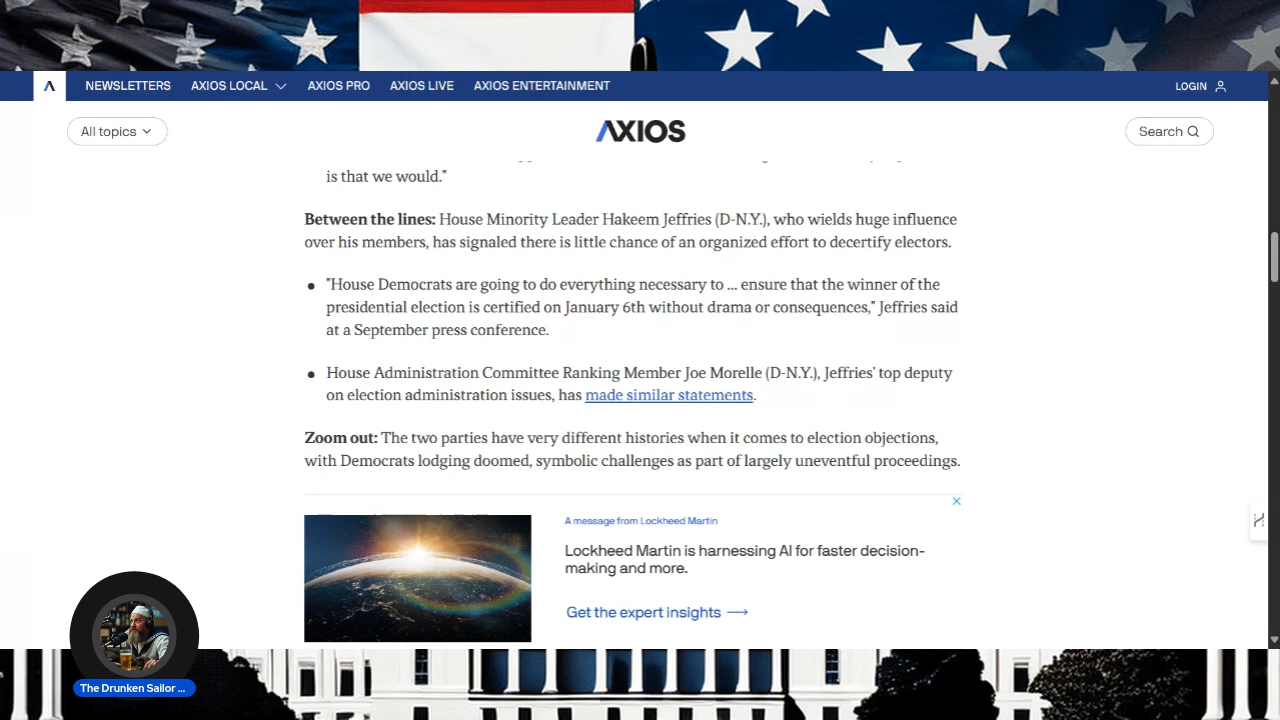 NEWSLETTERS AXIOS LOCAL AXIOS PRO AXIOS LIVE AXIOS ENTERTAINMENT LOGIN
All topics AXIOS Search
is that we would."
Between the lines: House Minority Leader Hakeem Jeffries (D-N.Y.), who wields huge influence
over his members, has signaled there is little chance of an organized effort to decertify electors.
• "House Democrats are going to do everything necessary to ... ensure that the winner of the
presidential election is certified on January 6th without drama or consequences," Jeffries said
at a September press conference.
• House Administration Committee Ranking Member Joe Morelle (D-N.Y.), Jeffries' top deputy
on election administration issues, has made similar statements.
Zoom out: The two parties have very different histories when it comes to election objections,
with Democrats lodging doomed, symbolic challenges as part of largely uneventful proceedings.
A message from Lockheed Martin
Lockheed Martin is harnessing AI for faster decision-
making and more.
Get the expert insights
The Drunken Sailor ...